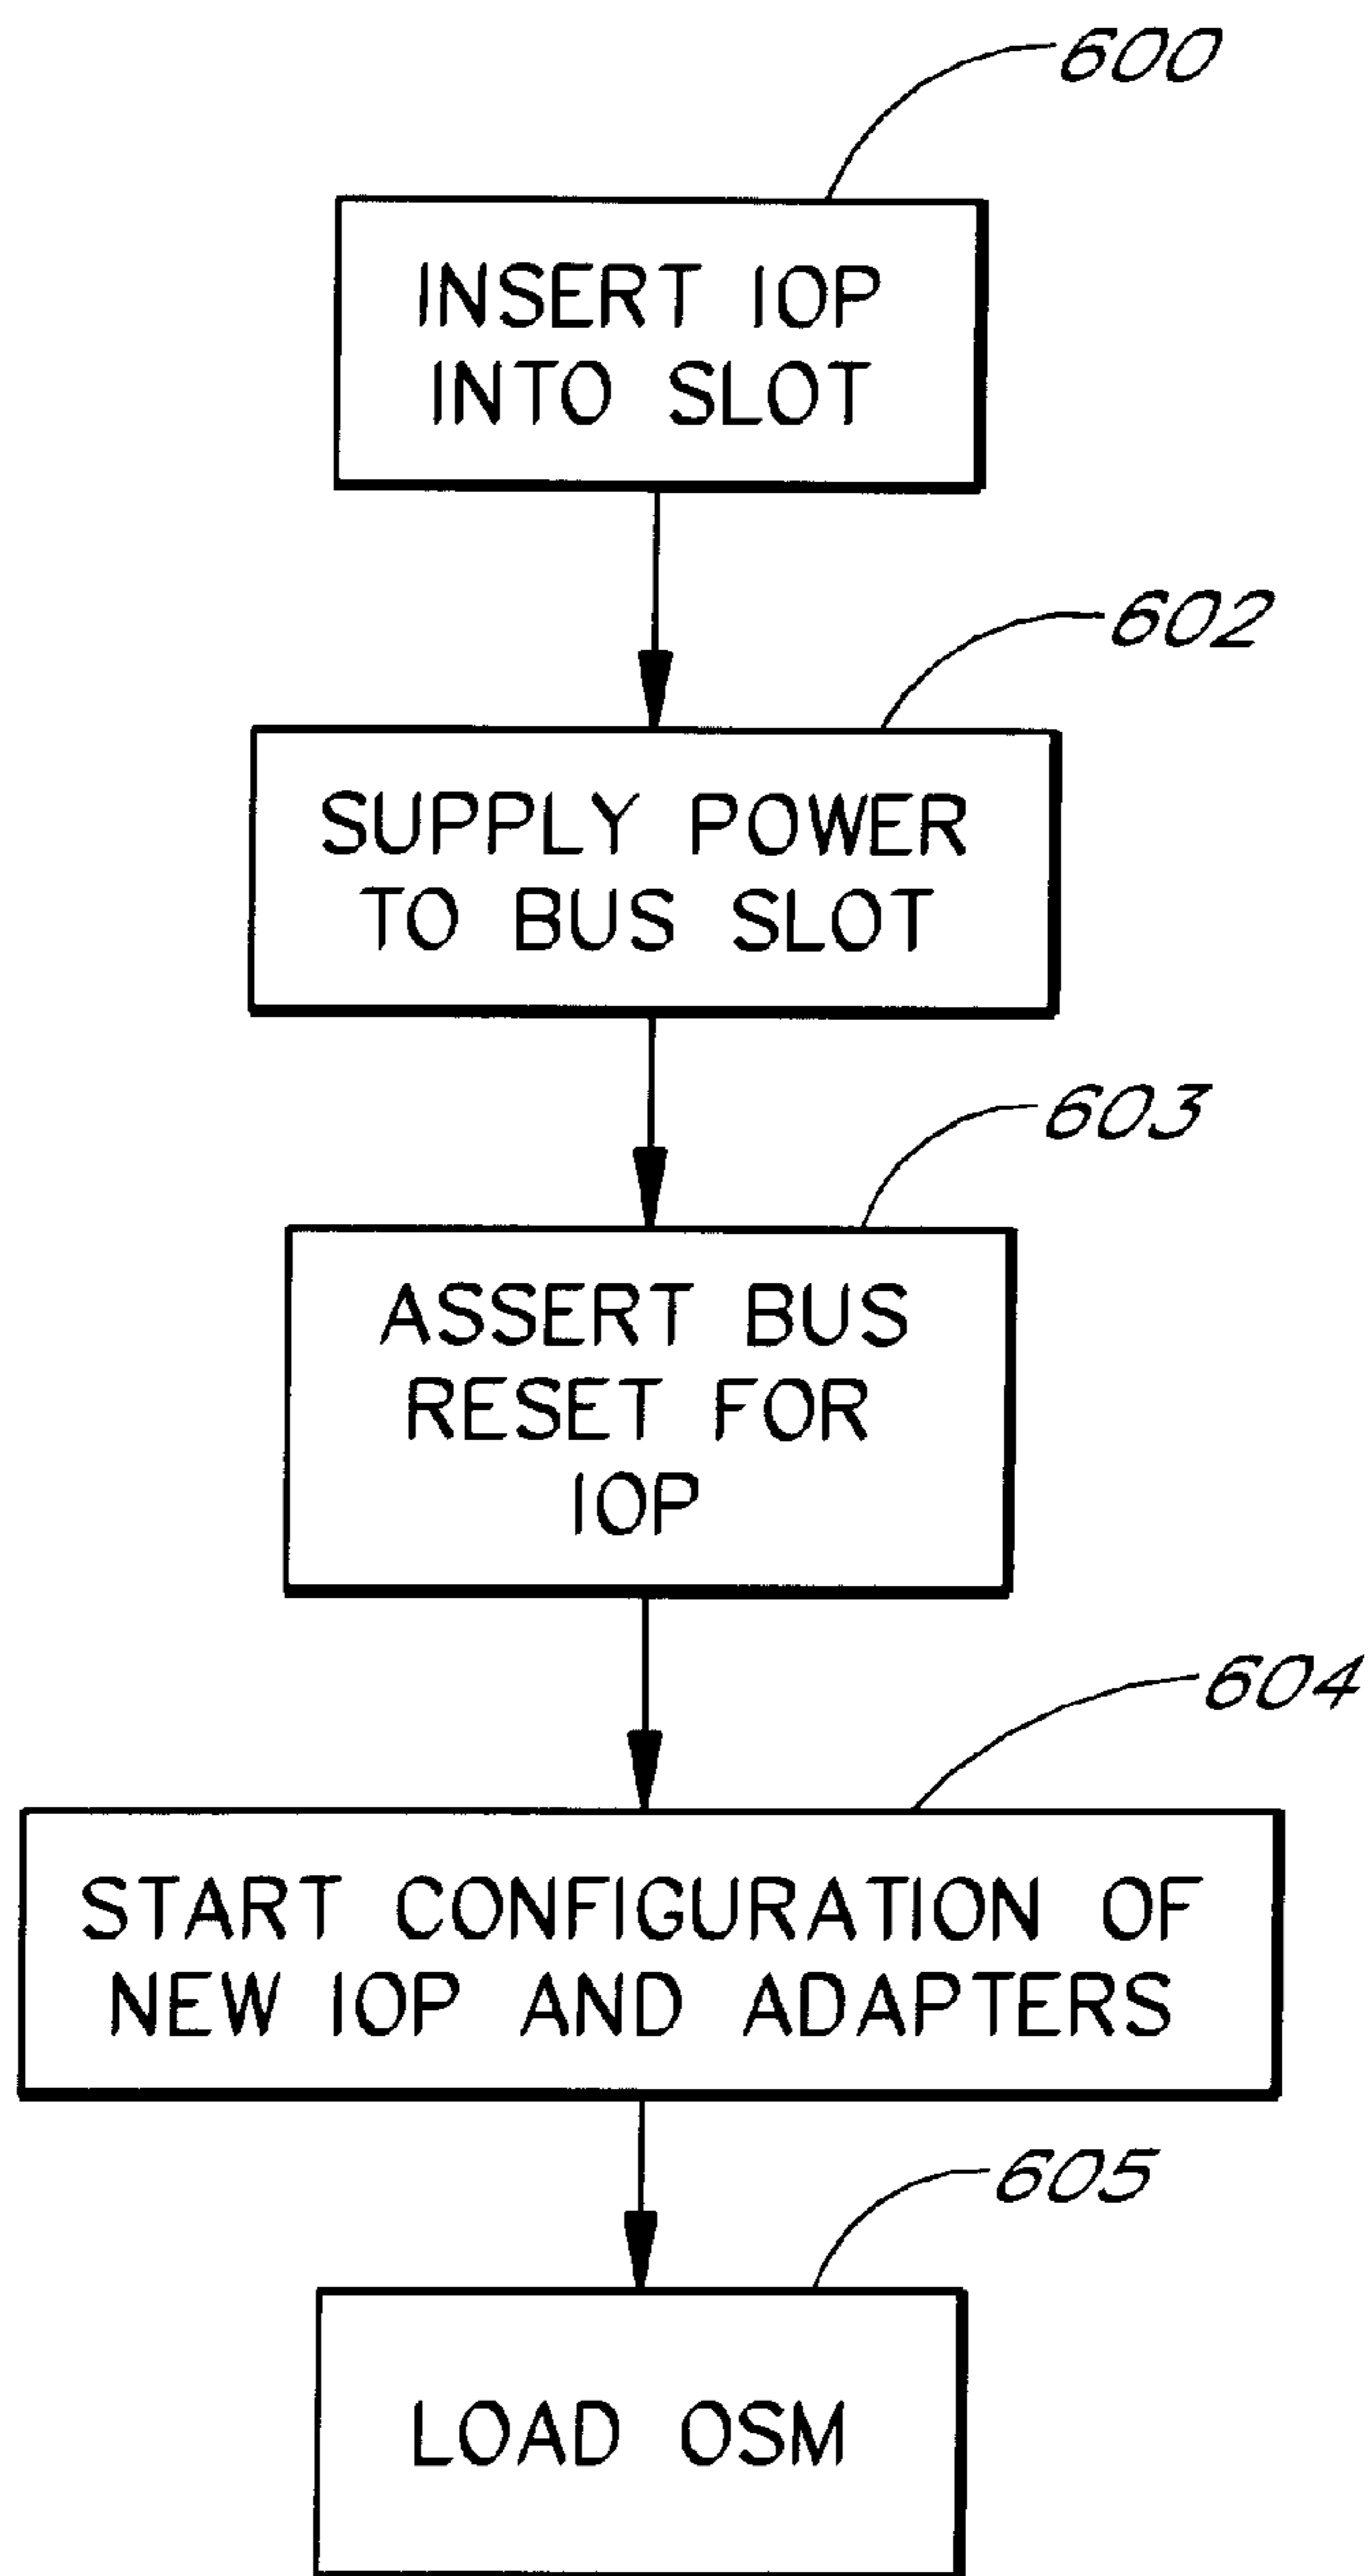 600
INSERT IOP
INTO SLOT
602
SUPPLY POWER
TO BUS SLOT
603
ASSERT BUS
RESET FOR
IOP
604
START CONFIGURATION OF
NEW IOP AND ADAPTERS
605
LOAD OSM